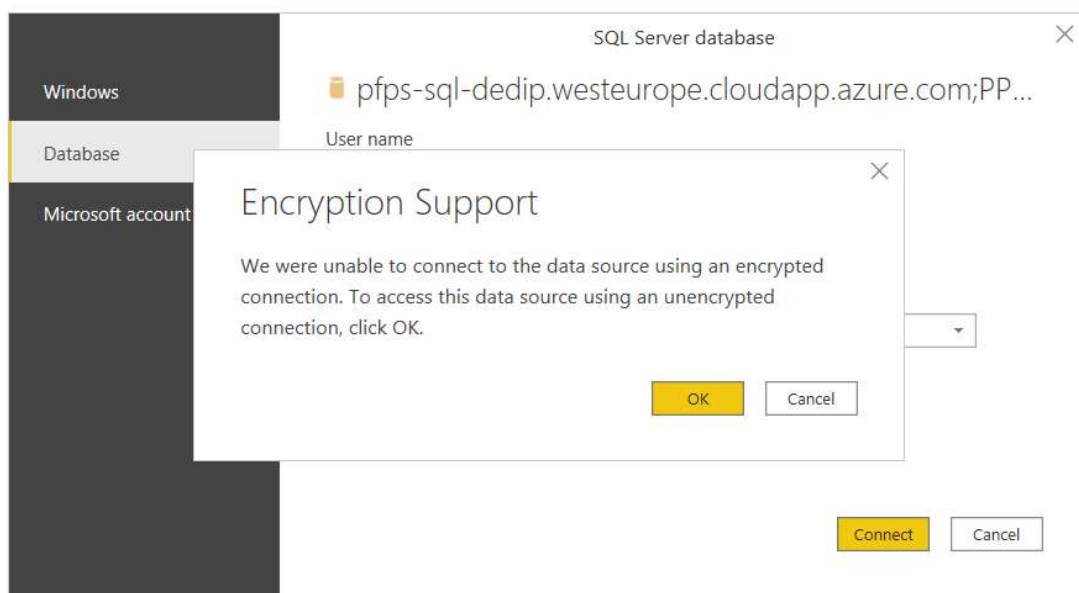 SQL Server database
Windows
pfps-sql-dedip.westeurope.cloudapp.azure.com;PP...
User name
Database
Encryption Support
Microsoft account
We were unable to connect to the data source using an encrypted
connection. To access this data source using an unencrypted
connection, click OK.
OK
Cancel
Connect
Cancel